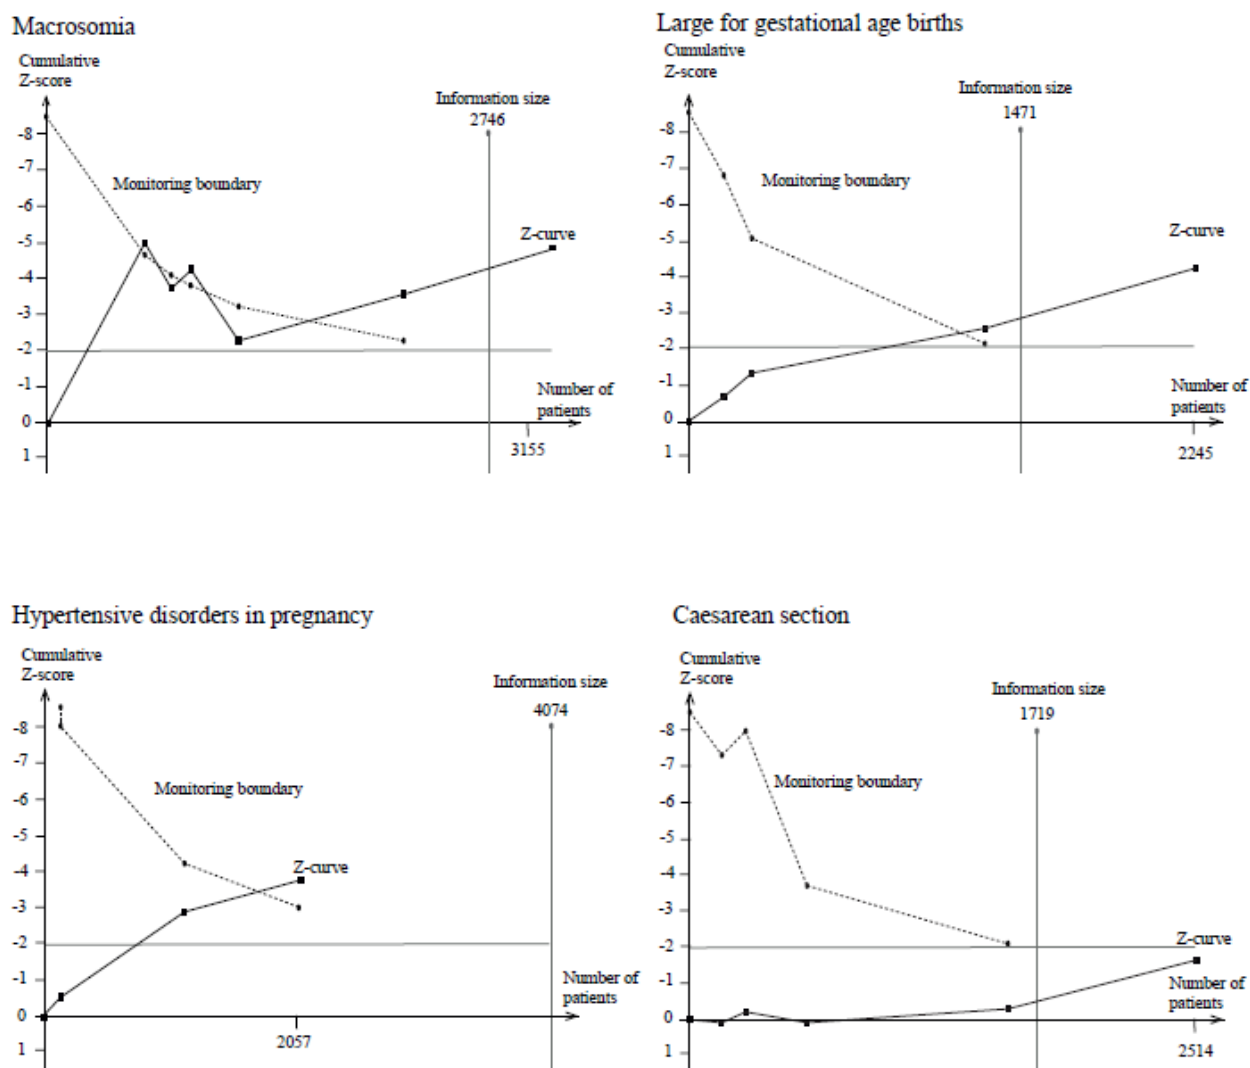 Macrosomia
Cumulative
Z-score
Information size
2746
-8
-7
-6
-5
-4
-3
-2
-1
0
1
Monitoring boundary
Z-curve
Number of
patients
3155
Large for gestational age births
Cumulative
Z-score
Information size
1471
-8
-7
-6
-5
-4
-3
-2
-1
0
1
Monitoring boundary
Z-curve
Number of
patients
2245
Hypertensive disorders in pregnancy
Cumulative
Z-score
Information size
4074
-8
-7
-6
-5
-4
-3
-2
-1
0
1
Monitoring boundary
Z-curve
Number of
patients
2057
Caesarean section
Cumulative
Z-score
Information size
1719
-8
-7
-6
-5
-4
-3
-2
-1
0
1
Monitoring boundary
Z-curve
Number of
patients
2514